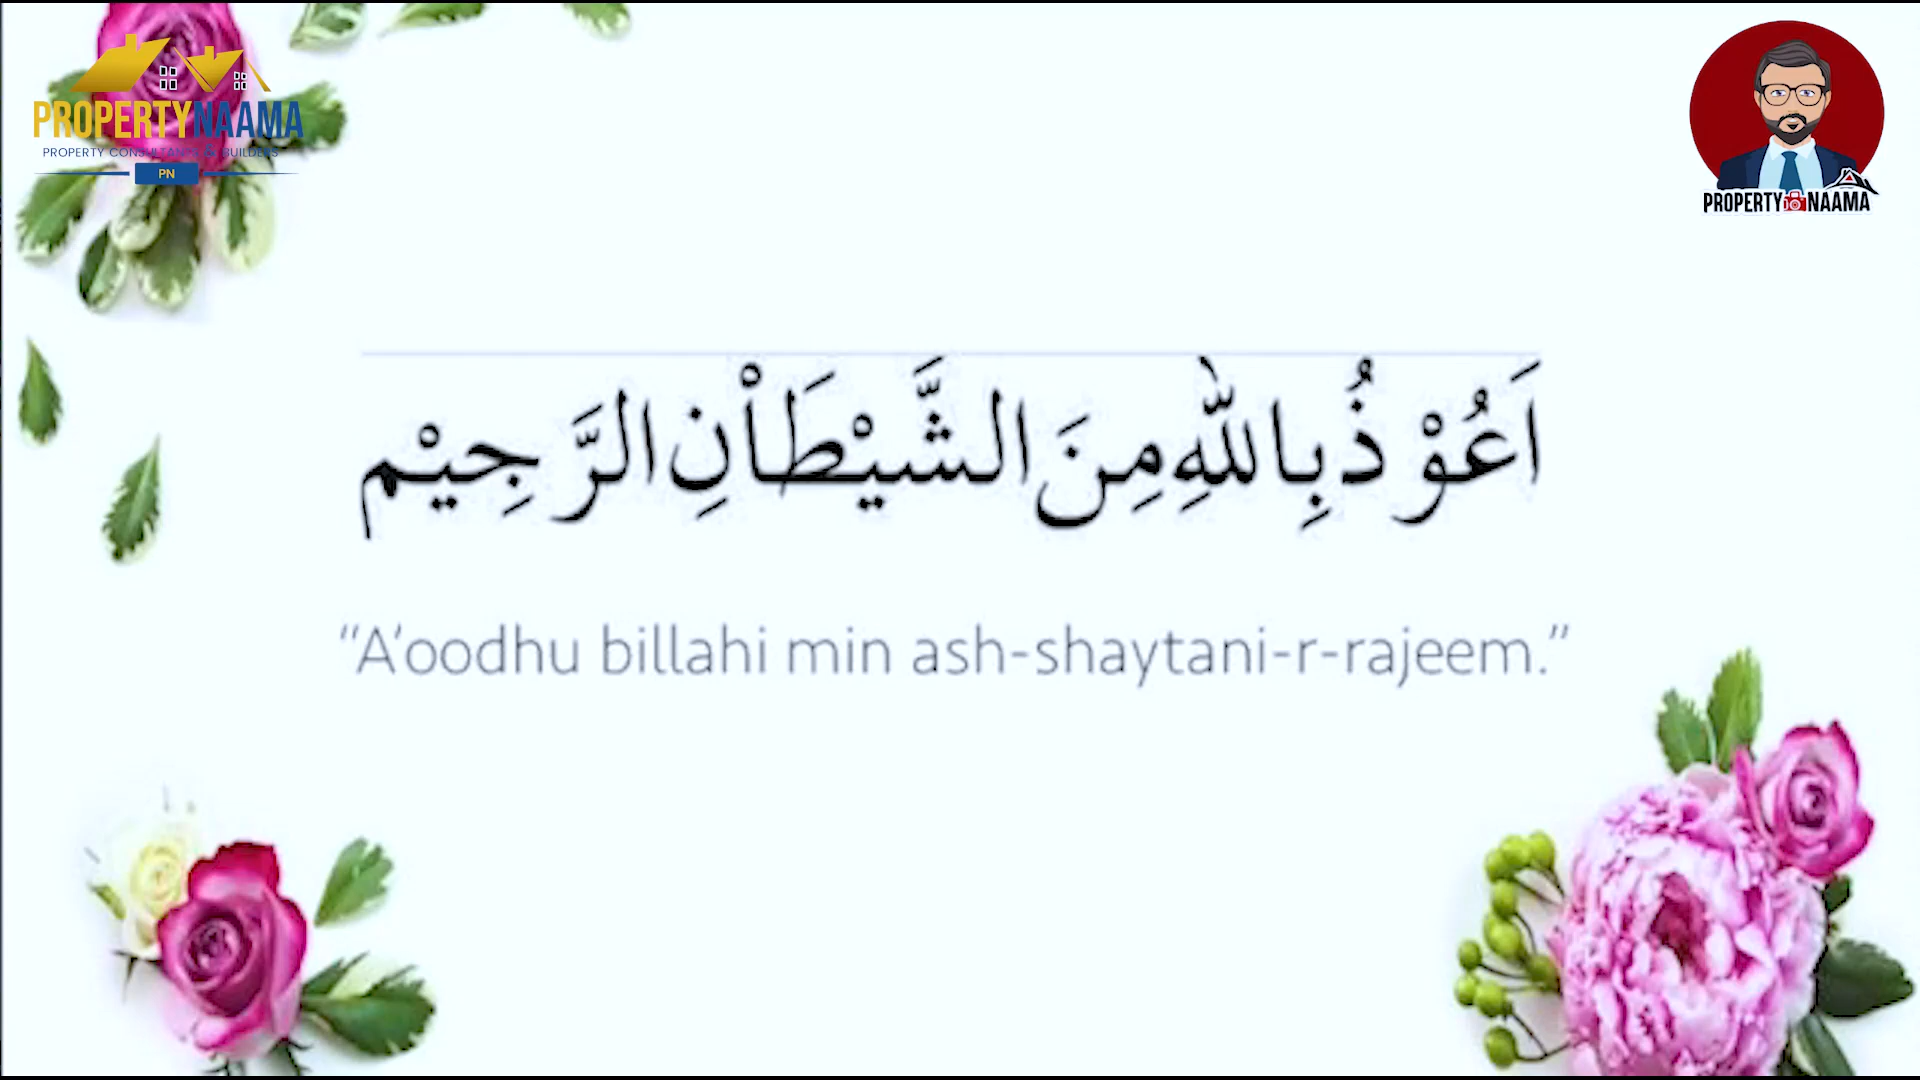 PROPERTYNAAMA
PROPERTY CONSULTANTS & BUILDERS
PN
PROPERTY NAAMA
اَعُوْذُ بِاللّٰهِ مِنَ الشَّيْطَاْنِ الرَّجِيْم
"A'oodhu billahi min ash-shaytani-r-rajeem."